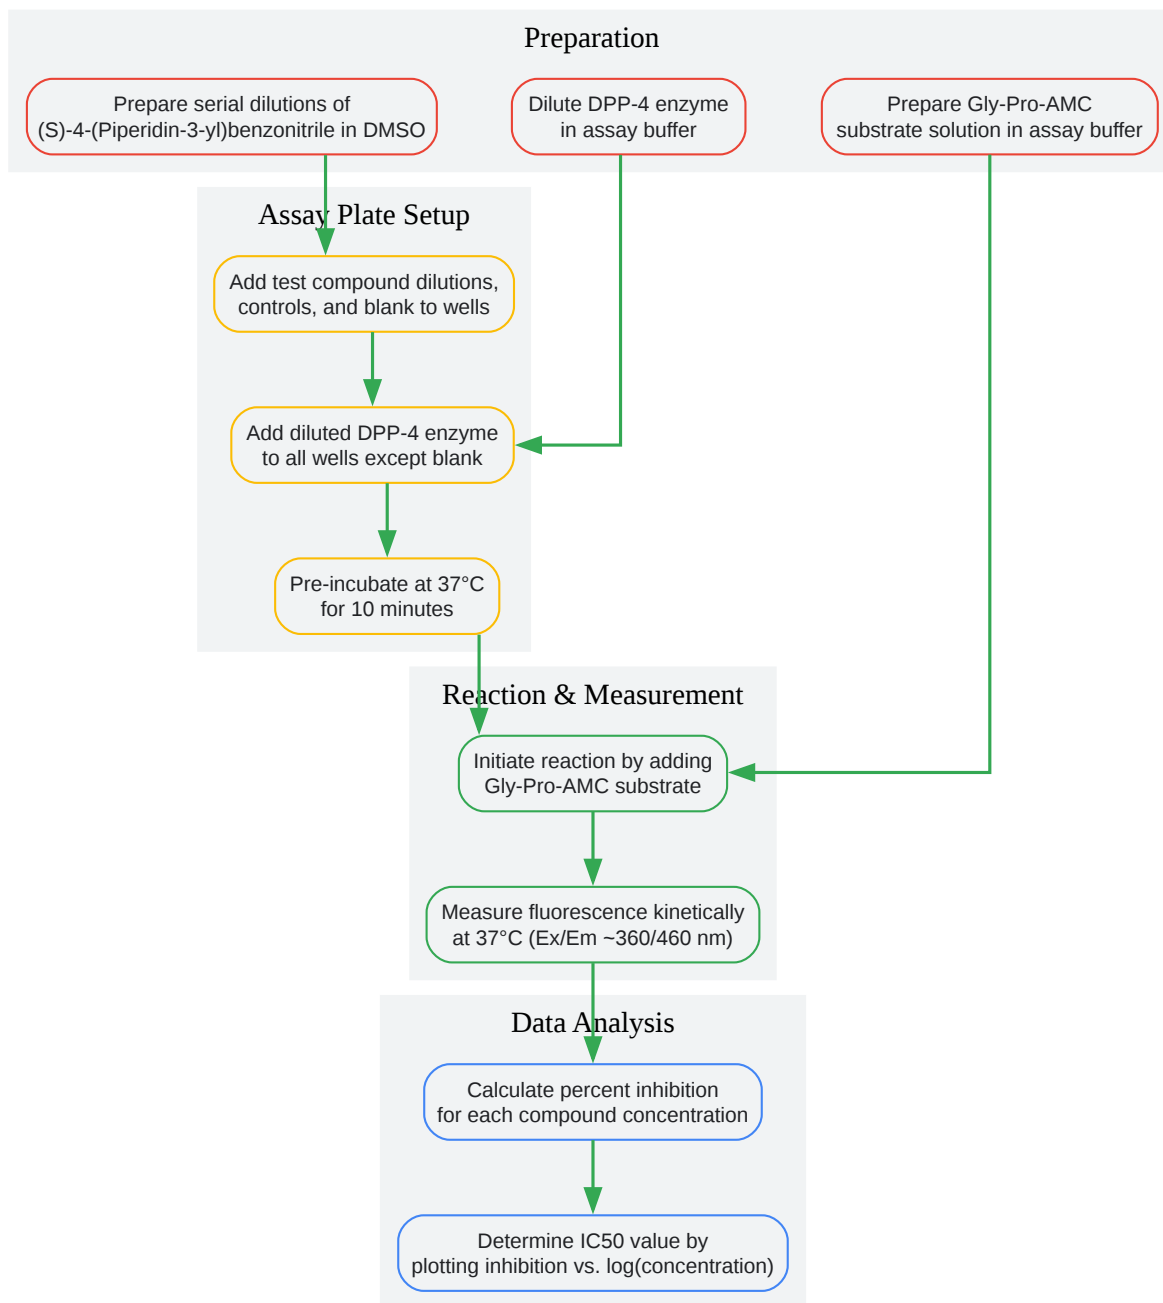 Preparation
Prepare serial dilutions of
(S)-4-(Piperidin-3-yl)benzonitrile in DMSO
Dilute DPP-4 enzyme
in assay buffer
Prepare Gly-Pro-AMC
substrate solution in assay buffer
Assay Plate Setup
Add test compound dilutions,
controls, and blank to wells
Add diluted DPP-4 enzyme
to all wells except blank
Pre-incubate at 37°C
for 10 minutes
Reaction & Measurement
Initiate reaction by adding
Gly-Pro-AMC substrate
Measure fluorescence kinetically
at 37°C (Ex/Em ~360/460 nm)
Data Analysis
Calculate percent inhibition
for each compound concentration
Determine IC50 value by
plotting inhibition vs. log(concentration)